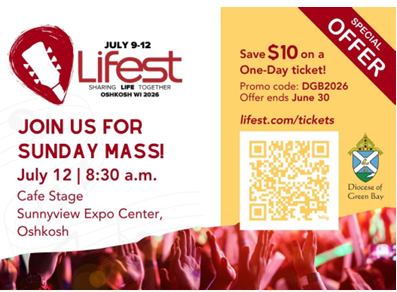 JULY 9-12
Lifest
SHARING LIFE TOGETHER
OSHKOSH WI 2026
JOIN US FOR
SUNDAY MASS!
July 12 | 8:30 a.m.
Cafe Stage
Sunnyview Expo Center,
Oshkosh
SPECIAL
OFFER
Save $10 on a
One-Day ticket!
Promo code: DGB2026
Offer ends June 30
lifest.com/tickets
Diocese of
Green Bay